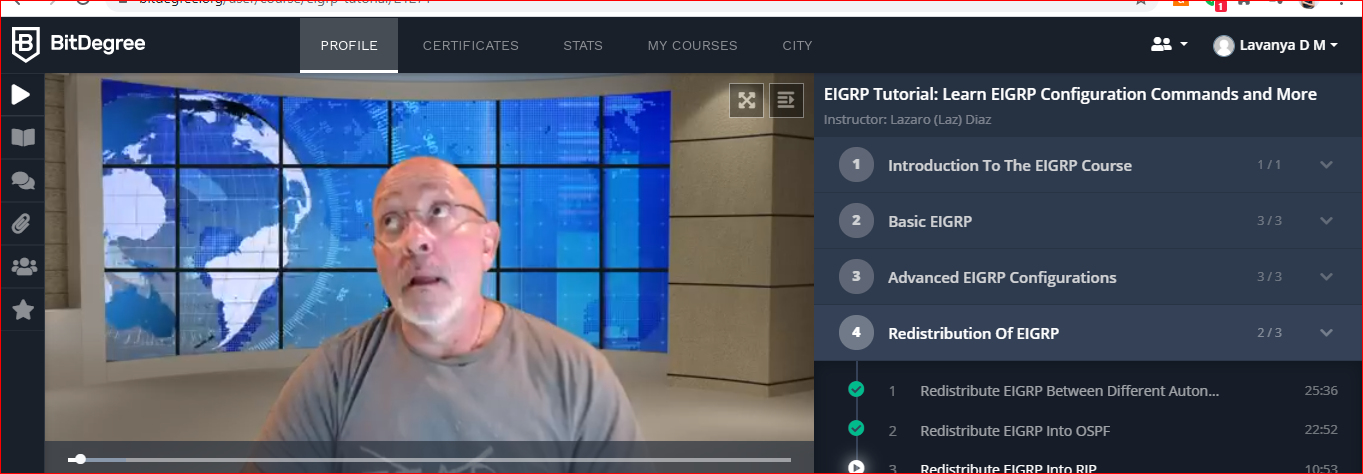 1
BitDegree
PROFILE
CERTIFICATES
STATS
MY COURSES
CITY
Lavanya D M
EIGRP Tutorial: Learn EIGRP Configuration Commands and More
Instructor: Lazaro (Laz) Diaz
1 Introduction To The EIGRP Course 1 / 1
2 Basic EIGRP 3 / 3
3 Advanced EIGRP Configurations 3 / 3
4 Redistribution Of EIGRP 2 / 3
1 Redistribute EIGRP Between Different Auton... 25:36
2 Redistribute EIGRP Into OSPF 22:52
3 Redistribute EIGRP Into RIP 10:53